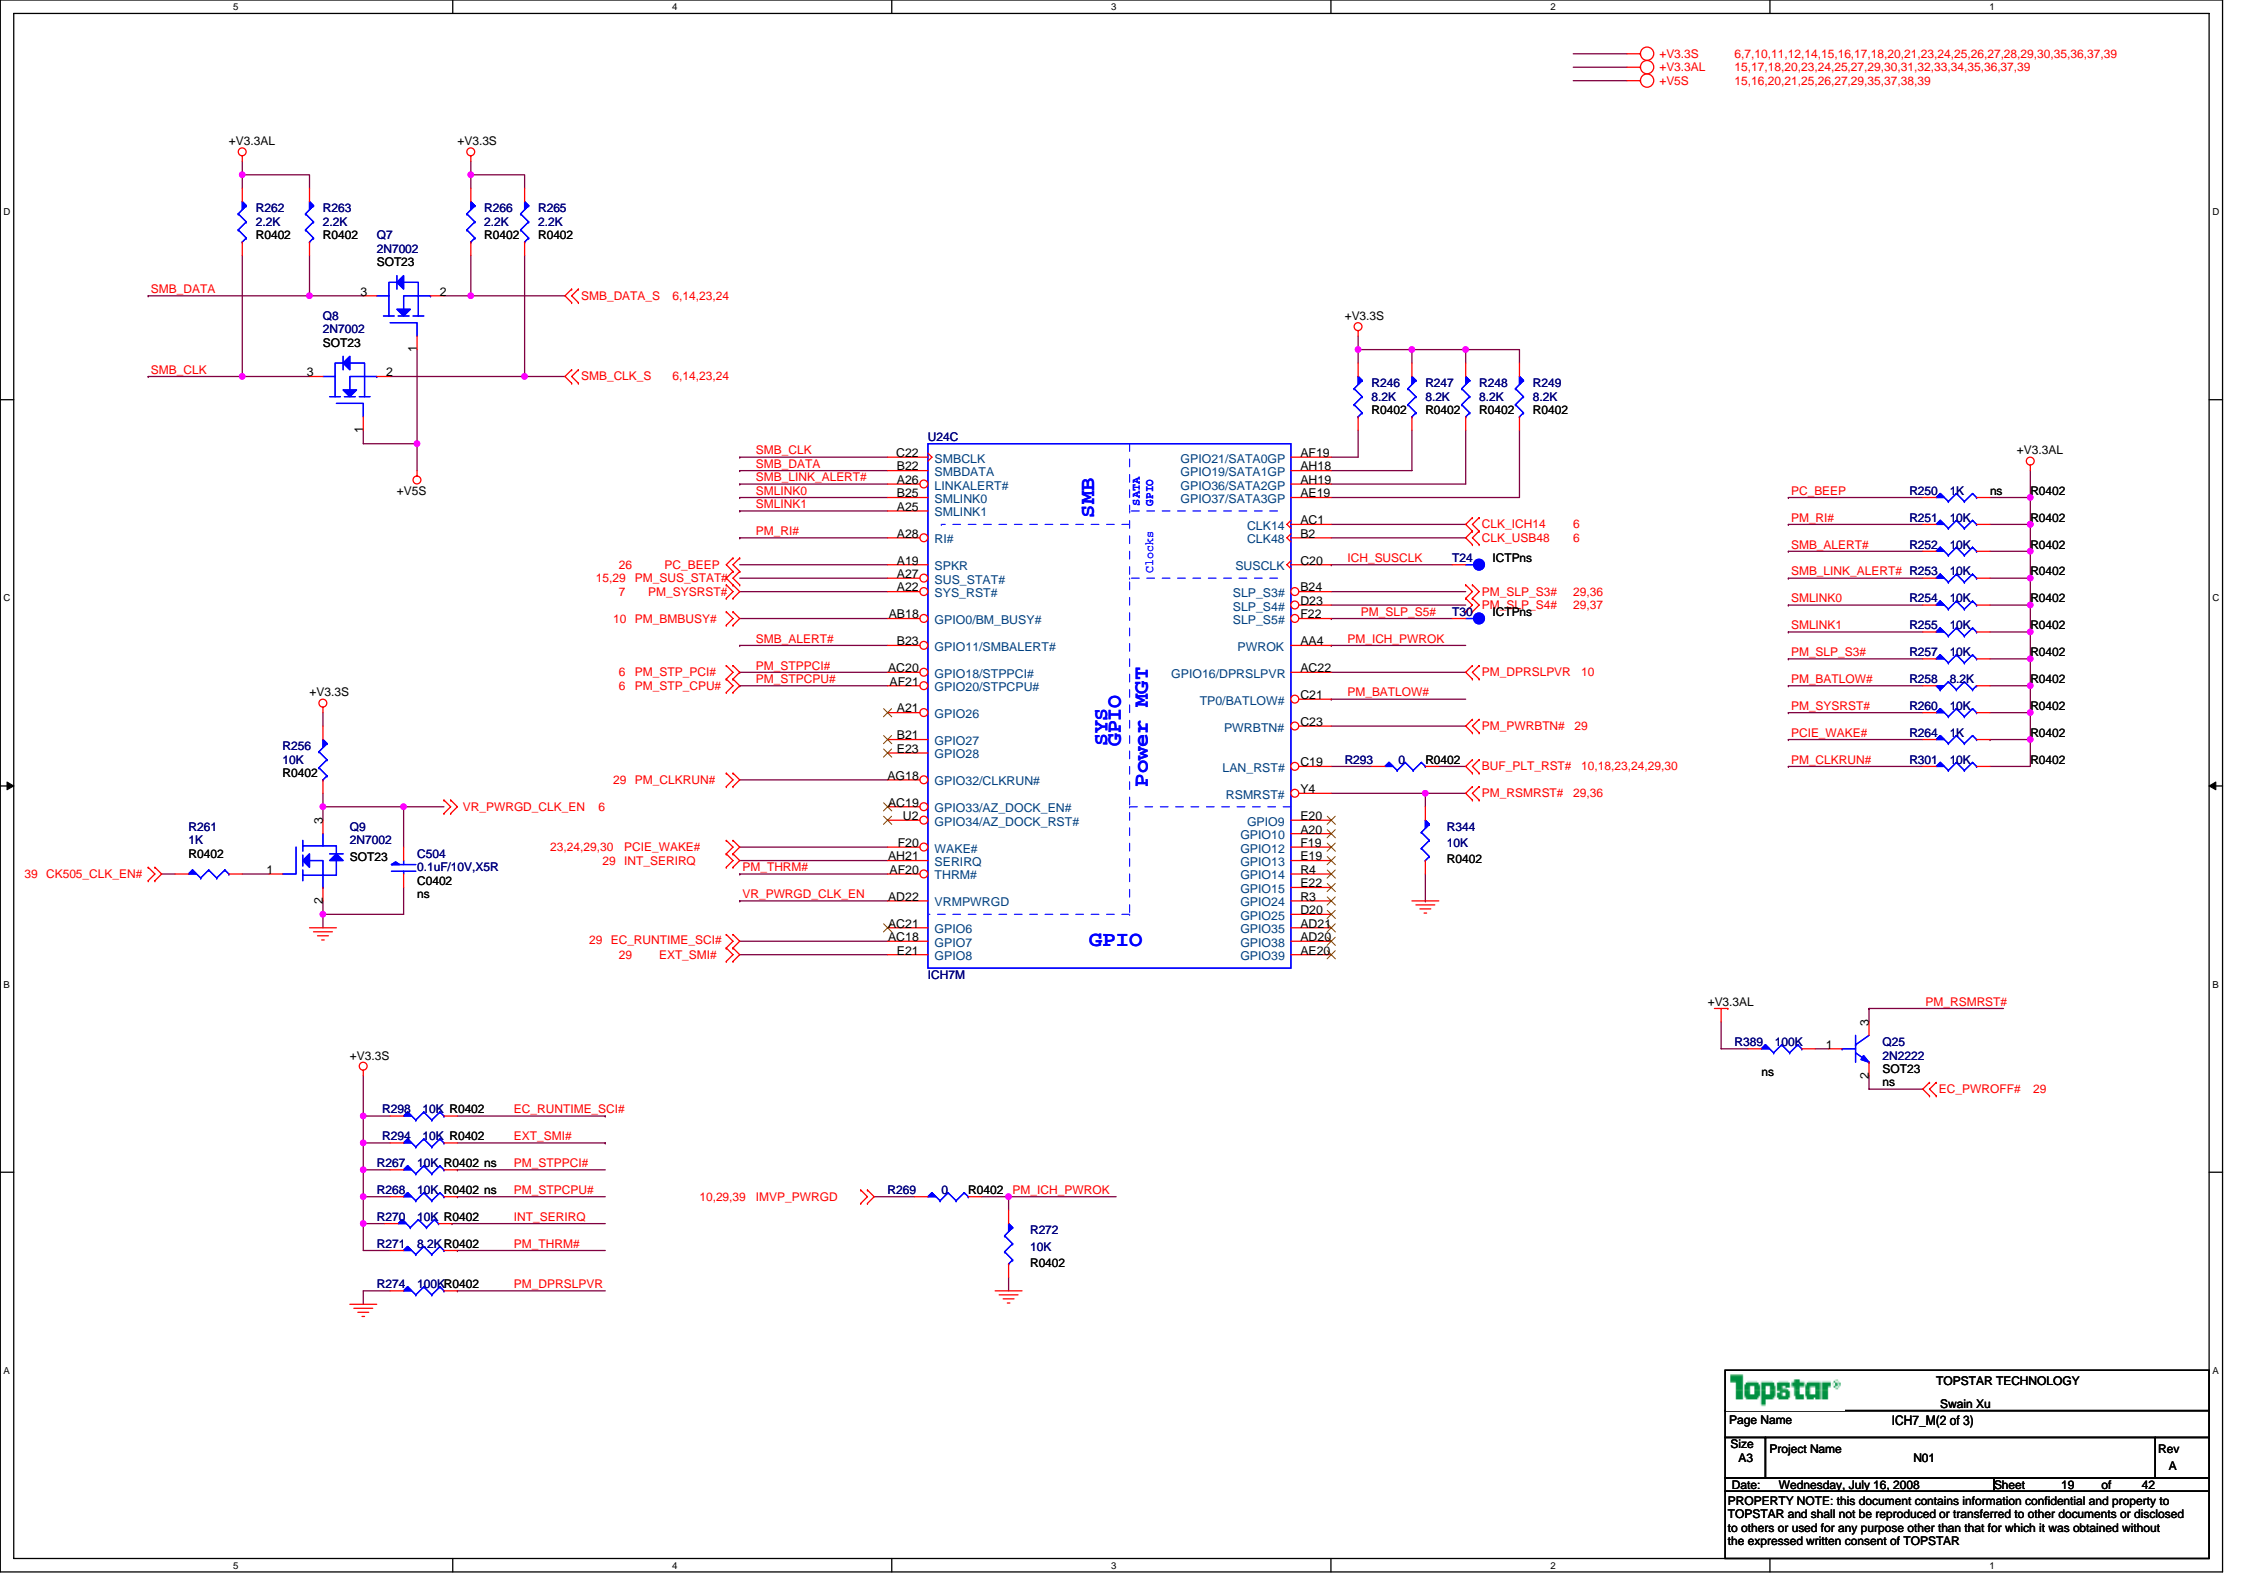 5 4 3 2 1
+V3.3S 6,7,10,11,12,14,15,16,17,18,20,21,23,24,25,26,27,28,29,30,35,36,37,39
+V3.3AL 15,17,18,20,23,24,25,27,29,30,31,32,33,34,35,36,37,39
+V5S 15,16,20,21,25,26,27,29,35,37,38,39
+V3.3AL +V3.3S
D D
R262 R263 R266 R265
2.2K 2.2K 2.2K 2.2K
R0402 R0402 R0402 R0402
Q7
2N7002
SOT23
SMB_DATA 3 2 SMB_DATA_S 6,14,23,24
1
Q8
2N7002
SOT23
SMB_CLK 3 2 SMB_CLK_S 6,14,23,24
1
+V5S
+V3.3S
R246 R247 R248 R249
8.2K 8.2K 8.2K 8.2K
R0402 R0402 R0402 R0402
U24C
SMB_CLK C22 SMBCLK
SMB_DATA B22 SMBDATA
SMB_LINK_ALERT# A26 LINKALERT#
SMLINK0 B25 SMLINK0
SMLINK1 A25 SMLINK1
PM_RI# A28 RI#
26 PC_BEEP A19 SPKR
15,29 PM_SUS_STAT# A27 SUS_STAT#
7 PM_SYSRST# A22 SYS_RST#
10 PM_BMBUSY# AB18 GPIO0/BM_BUSY#
SMB_ALERT# B23 GPIO11/SMBALERT#
6 PM_STP_PCI# PM_STPPCI# AC20 GPIO18/STPPCI#
6 PM_STP_CPU# PM_STPCPU# AF21 GPIO20/STPCPU#
A21 GPIO26
B21 GPIO27
E23 GPIO28
29 PM_CLKRUN# AG18 GPIO32/CLKRUN#
AC19 GPIO33/AZ_DOCK_EN#
U2 GPIO34/AZ_DOCK_RST#
23,24,29,30 PCIE_WAKE# F20 WAKE#
29 INT_SERIRQ AH21 SERIRQ
PM_THRM# AF20 THRM#
VR_PWRGD_CLK_EN AD22 VRMPWRGD
AC21 GPIO6
29 EC_RUNTIME_SCI# AC18 GPIO7
29 EXT_SMI# E21 GPIO8
ICH7M
SMB
SATA
GPIO
Clocks
SYS
GPIO
Power MGT
GPIO
GPIO21/SATA0GP AF19
GPIO19/SATA1GP AH18
GPIO36/SATA2GP AH19
GPIO37/SATA3GP AE19
CLK14 AC1 CLK_ICH14 6
CLK48 B2 CLK_USB48 6
SUSCLK C20 ICH_SUSCLK T24 ICTPns
SLP_S3# B24 PM_SLP_S3# 29,36
SLP_S4# D23 PM_SLP_S4# 29,37
SLP_S5# F22 PM_SLP_S5# T30 ICTPns
PWROK AA4 PM_ICH_PWROK
GPIO16/DPRSLPVR AC22 PM_DPRSLPVR 10
TP0/BATLOW# C21 PM_BATLOW#
PWRBTN# C23 PM_PWRBTN# 29
LAN_RST# C19 R293 0 R0402 BUF_PLT_RST# 10,18,23,24,29,30
RSMRST# Y4 PM_RSMRST# 29,36
R344
10K
R0402
GPIO9 E20
GPIO10 A20
GPIO12 F19
GPIO13 E19
GPIO14 R4
GPIO15 E22
GPIO24 R3
GPIO25 D20
GPIO35 AD21
GPIO38 AD20
GPIO39 AE20
C C
+V3.3AL
PC_BEEP R250 1K ns R0402
PM_RI# R251 10K R0402
SMB_ALERT# R252 10K R0402
SMB_LINK_ALERT# R253 10K R0402
SMLINK0 R254 10K R0402
SMLINK1 R255 10K R0402
PM_SLP_S3# R257 10K R0402
PM_BATLOW# R258 8.2K R0402
PM_SYSRST# R260 10K R0402
PCIE_WAKE# R264 1K R0402
PM_CLKRUN# R301 10K R0402
+V3.3S
R256
10K
R0402
VR_PWRGD_CLK_EN 6
39 CK505_CLK_EN#
R261
1K
R0402
1 3 2
Q9
2N7002
SOT23
C504
0.1uF/10V,X5R
C0402
ns
B B
+V3.3AL PM_RSMRST#
R389 100K
ns
1 3 2
Q25
2N2222
SOT23
ns
EC_PWROFF# 29
+V3.3S
R298 10K R0402 EC_RUNTIME_SCI#
R294 10K R0402 EXT_SMI#
R267 10K R0402 ns PM_STPPCI#
R268 10K R0402 ns PM_STPCPU#
R270 10K R0402 INT_SERIRQ
R271 8.2K R0402 PM_THRM#
R274 100K R0402 PM_DPRSLPVR
10,29,39 IMVP_PWRGD R269 0 R0402 PM_ICH_PWROK
R272
10K
R0402
A A
Topstar®
TOPSTAR TECHNOLOGY
Swain Xu
Page Name ICH7_M(2 of 3)
Size
A3
Project Name
N01
Rev
A
Date: Wednesday, July 16, 2008 Sheet 19 of 42
PROPERTY NOTE: this document contains information confidential and property to
TOPSTAR and shall not be reproduced or transferred to other documents or disclosed
to others or used for any purpose other than that for which it was obtained without
the expressed written consent of TOPSTAR
5 4 3 2 1